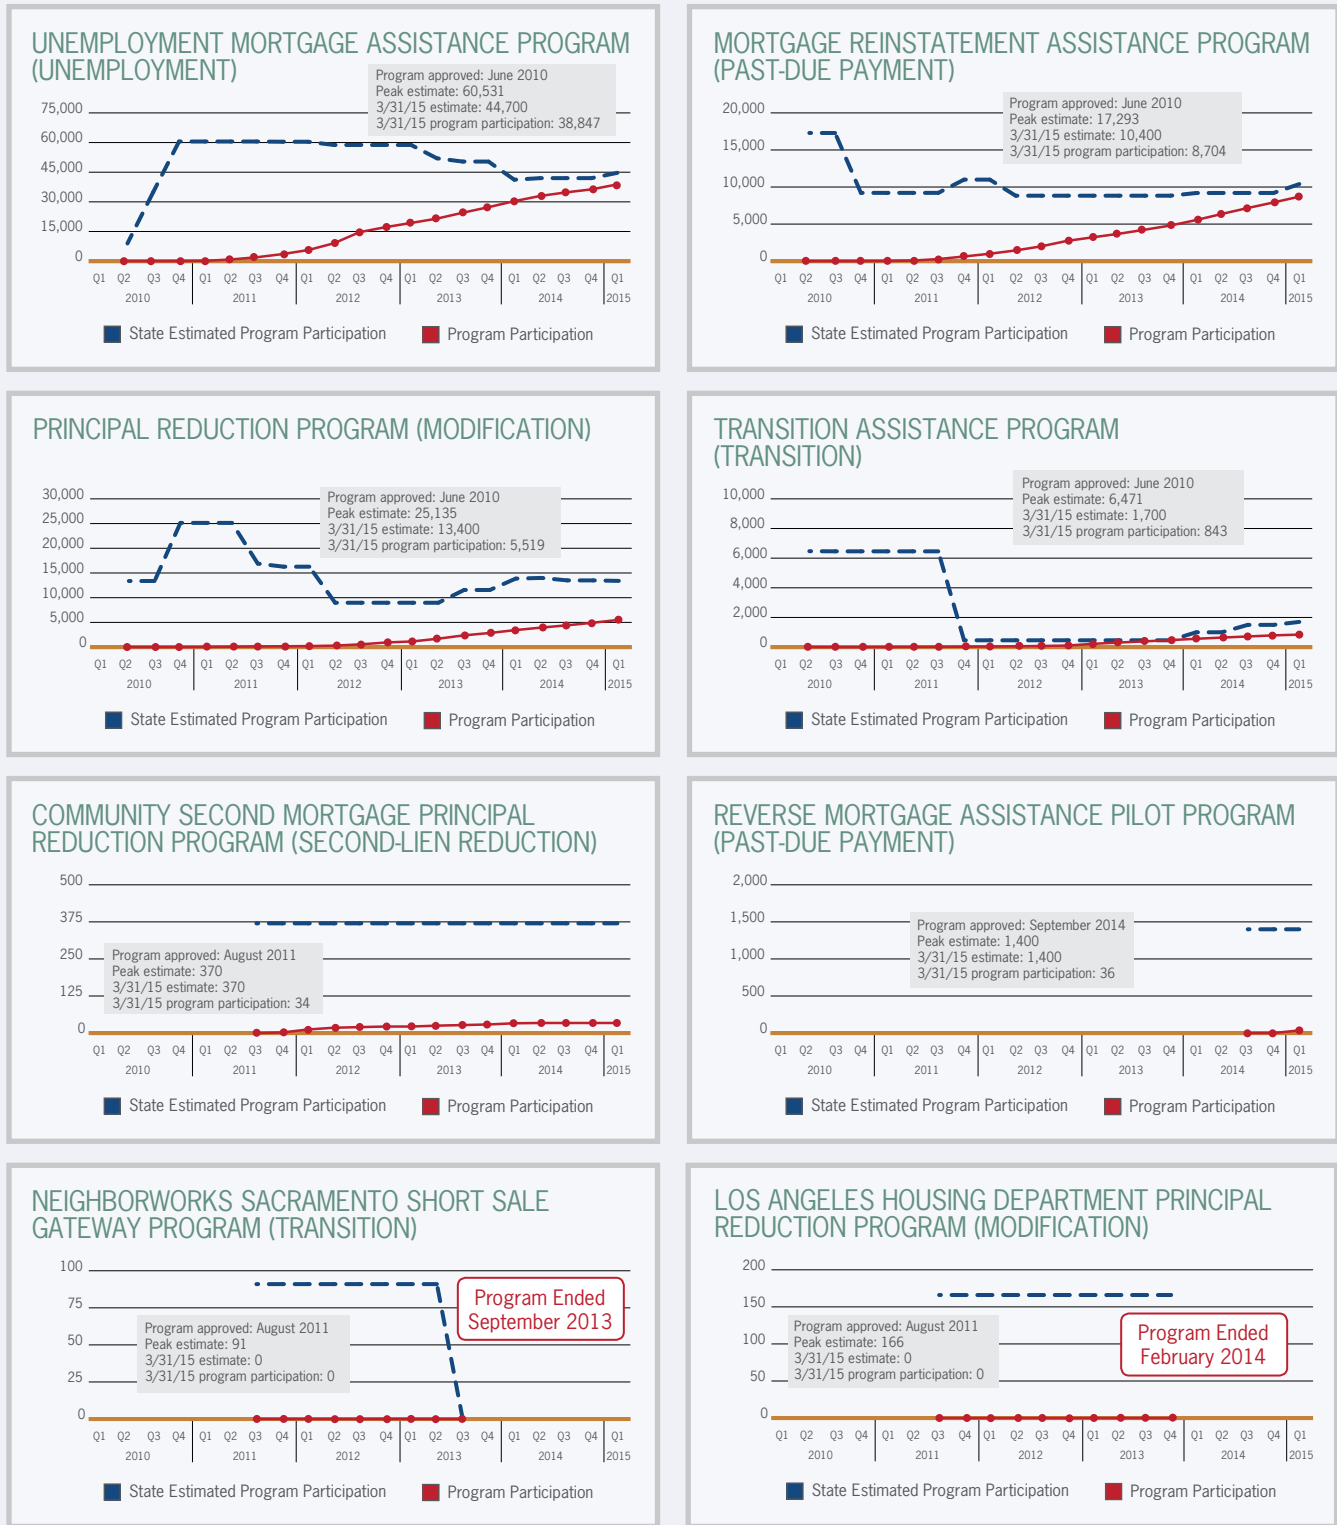 UNEMPLOYMENT MORTGAGE ASSISTANCE PROGRAM
(UNEMPLOYMENT)
Program approved: June 2010
Peak estimate: 60,531
3/31/15 estimate: 44,700
3/31/15 program participation: 38,847
75,000
60,000
45,000
30,000
15,000
0
Q1 Q2 Q3 Q4 Q1 Q2 Q3 Q4 Q1 Q2 Q3 Q4 Q1 Q2 Q3 Q4 Q1 Q2 Q3 Q4 Q1
2010 2011 2012 2013 2014 2015
State Estimated Program Participation Program Participation
MORTGAGE REINSTATEMENT ASSISTANCE PROGRAM
(PAST-DUE PAYMENT)
Program approved: June 2010
Peak estimate: 17,293
3/31/15 estimate: 10,400
3/31/15 program participation: 8,704
20,000
15,000
10,000
5,000
0
Q1 Q2 Q3 Q4 Q1 Q2 Q3 Q4 Q1 Q2 Q3 Q4 Q1 Q2 Q3 Q4 Q1 Q2 Q3 Q4 Q1
2010 2011 2012 2013 2014 2015
State Estimated Program Participation Program Participation
PRINCIPAL REDUCTION PROGRAM (MODIFICATION)
Program approved: June 2010
Peak estimate: 25,135
3/31/15 estimate: 13,400
3/31/15 program participation: 5,519
30,000
25,000
20,000
15,000
10,000
5,000
0
Q1 Q2 Q3 Q4 Q1 Q2 Q3 Q4 Q1 Q2 Q3 Q4 Q1 Q2 Q3 Q4 Q1 Q2 Q3 Q4 Q1
2010 2011 2012 2013 2014 2015
State Estimated Program Participation Program Participation
TRANSITION ASSISTANCE PROGRAM
(TRANSITION)
Program approved: June 2010
Peak estimate: 6,471
3/31/15 estimate: 1,700
3/31/15 program participation: 843
10,000
8,000
6,000
4,000
2,000
0
Q1 Q2 Q3 Q4 Q1 Q2 Q3 Q4 Q1 Q2 Q3 Q4 Q1 Q2 Q3 Q4 Q1 Q2 Q3 Q4 Q1
2010 2011 2012 2013 2014 2015
State Estimated Program Participation Program Participation
COMMUNITY SECOND MORTGAGE PRINCIPAL
REDUCTION PROGRAM (SECOND-LIEN REDUCTION)
500
375
250
125
0
Program approved: August 2011
Peak estimate: 370
3/31/15 estimate: 370
3/31/15 program participation: 34
Q1 Q2 Q3 Q4 Q1 Q2 Q3 Q4 Q1 Q2 Q3 Q4 Q1 Q2 Q3 Q4 Q1 Q2 Q3 Q4 Q1
2010 2011 2012 2013 2014 2015
State Estimated Program Participation Program Participation
REVERSE MORTGAGE ASSISTANCE PILOT PROGRAM
(PAST-DUE PAYMENT)
2,000
1,500
1,000
500
0
Program approved: September 2014
Peak estimate: 1,400
3/31/15 estimate: 1,400
3/31/15 program participation: 36
Q1 Q2 Q3 Q4 Q1 Q2 Q3 Q4 Q1 Q2 Q3 Q4 Q1 Q2 Q3 Q4 Q1 Q2 Q3 Q4 Q1
2010 2011 2012 2013 2014 2015
State Estimated Program Participation Program Participation
NEIGHBORWORKS SACRAMENTO SHORT SALE
GATEWAY PROGRAM (TRANSITION)
100
75
50
25
0
Program Ended
September 2013
Program approved: August 2011
Peak estimate: 91
3/31/15 estimate: 0
3/31/15 program participation: 0
Q1 Q2 Q3 Q4 Q1 Q2 Q3 Q4 Q1 Q2 Q3 Q4 Q1 Q2 Q3 Q4 Q1 Q2 Q3 Q4 Q1
2010 2011 2012 2013 2014 2015
State Estimated Program Participation Program Participation
LOS ANGELES HOUSING DEPARTMENT PRINCIPAL
REDUCTION PROGRAM (MODIFICATION)
200
150
100
50
0
Program approved: August 2011
Peak estimate: 166
3/31/15 estimate: 0
3/31/15 program participation: 0
Program Ended
February 2014
Q1 Q2 Q3 Q4 Q1 Q2 Q3 Q4 Q1 Q2 Q3 Q4 Q1 Q2 Q3 Q4 Q1 Q2 Q3 Q4 Q1
2010 2011 2012 2013 2014 2015
State Estimated Program Participation Program Participation